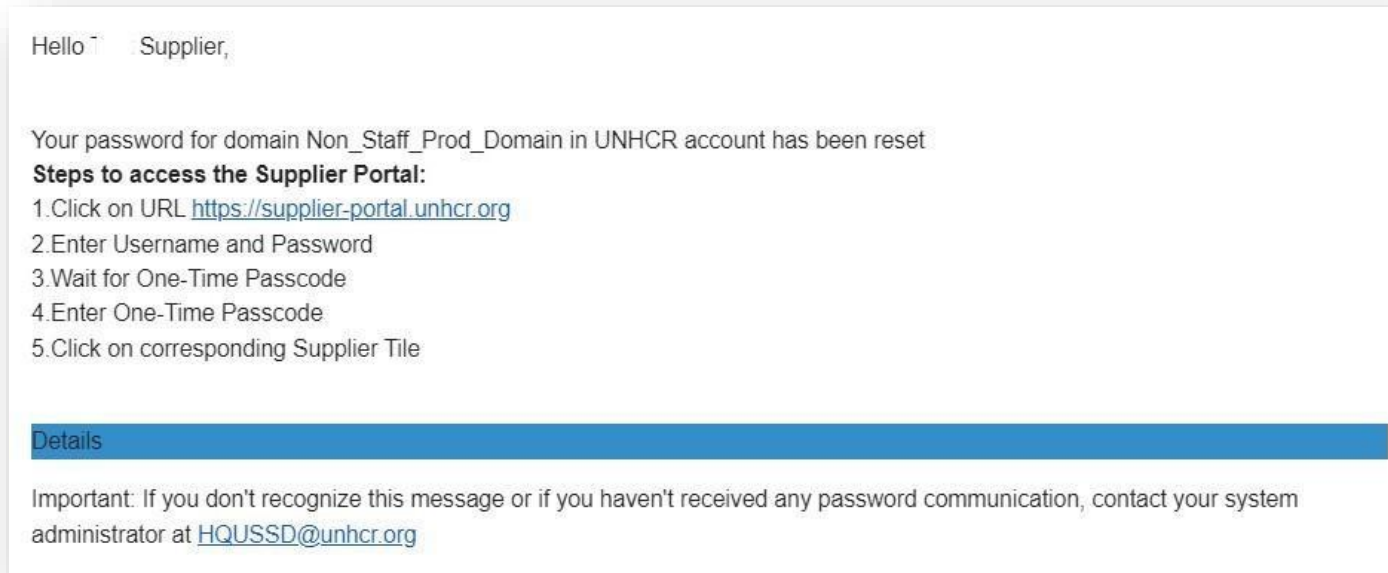 Hello Supplier,
Your password for domain Non_Staff_Prod_Domain in UNHCR account has been reset
Steps to access the Supplier Portal:
1.Click on URL https://supplier-portal.unhcr.org
2.Enter Username and Password
3.Wait for One-Time Passcode
4.Enter One-Time Passcode
5.Click on corresponding Supplier Tile
Details
Important: If you don't recognize this message or if you haven't received any password communication, contact your system
administrator at HQUSSD@unhcr.org